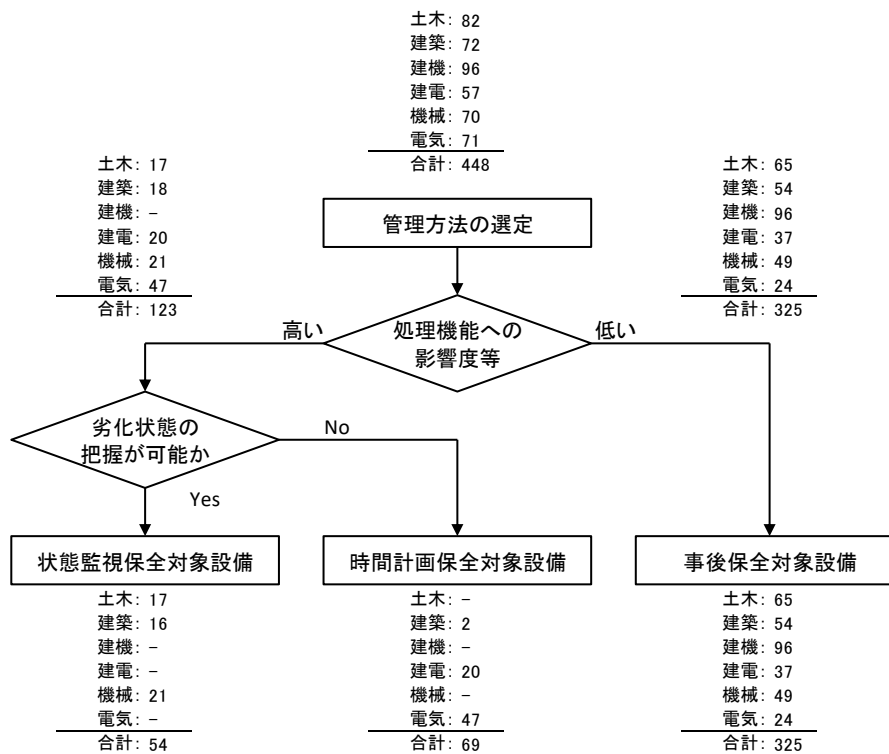 土木: 82
建築: 72
建機: 96
建電: 57
機械: 70
電気: 71
合計: 448
土木: 17
建築: 18
建機: -
建電: 20
機械: 21
電気: 47
合計: 123
土木: 65
建築: 54
建機: 96
建電: 37
機械: 49
電気: 24
合計: 325
管理方法の選定
高い
処理機能への
影響度等
低い
劣化状態の
把握が可能か
No
Yes
状態監視保全対象設備
時間計画保全対象設備
事後保全対象設備
土木: 17
建築: 16
建機: -
建電: -
機械: 21
電気: -
合計: 54
土木: -
建築: 2
建機: -
建電: 20
機械: -
電気: 47
合計: 69
土木: 65
建築: 54
建機: 96
建電: 37
機械: 49
電気: 24
合計: 325